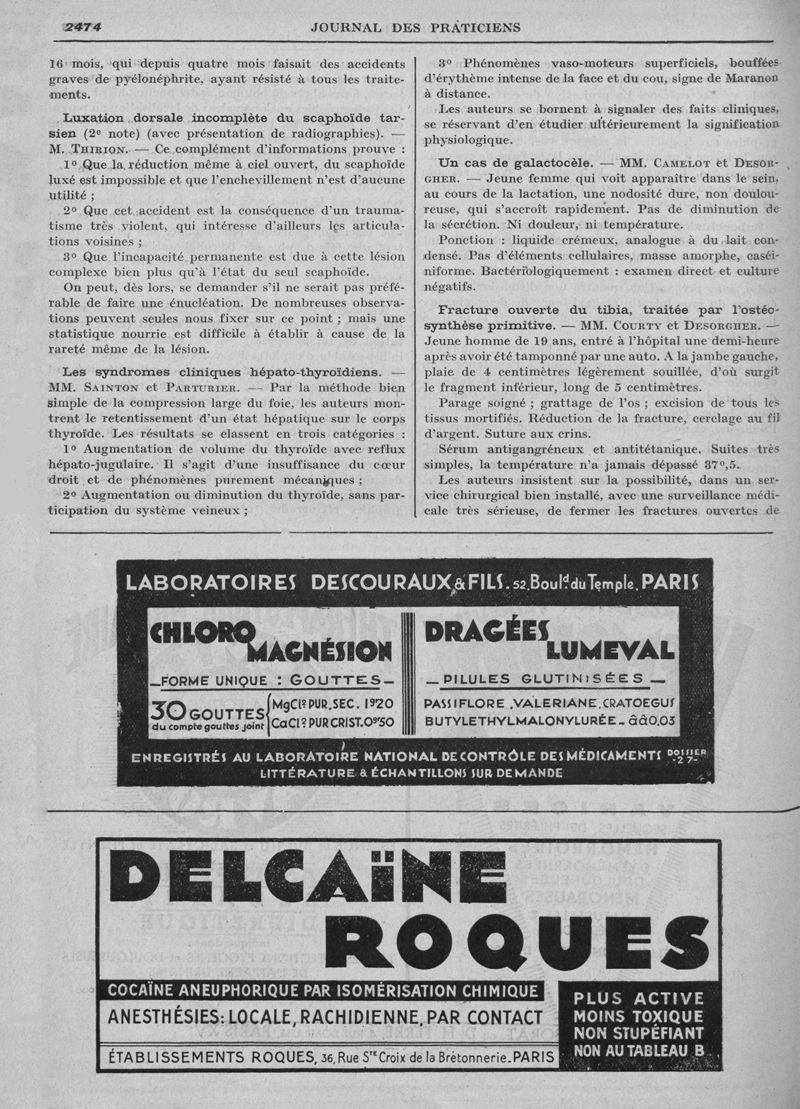 2474
JOURNAL DES PRATICIENS
16 mois, qui depuis quatre mois faisait des accidents
graves de pyélonéphrite, ayant résisté à tous les traite-
ments.
Luxation dorsale incomplète du scaphoïde tar-
sien (2e note) (avec présentation de radiographies). —
M. THIRION. — Ce complément d'informations prouve :
1o Que la réduction même à ciel ouvert, du scaphoïde
luxé est impossible et que l'enchevillement n'est d'aucune
utilité ;
2o Que cet accident est la conséquence d'un trauma-
tisme très violent, qui intéresse d'ailleurs les articula-
tions voisines ;
3o Que l'incapacité permanente est due à cette lésion
complexe bien plus qu'à l'état du seul scaphoïde.
On peut, dès lors, se demander s'il ne serait pas préfé-
rable de faire une énucléation. De nombreuses observa-
tions peuvent seules nous fixer sur ce point ; mais une
statistique nourrie est difficile à établir à cause de la
rareté même de la lésion.
Les syndromes cliniques hépato-thyroïdiens. —
MM. SAINTON et PARTURIER. — Par la méthode bien
simple de la compression large du foie, les auteurs mon-
trent le retentissement d'un état hépatique sur le corps
thyroïde. Les résultats se classent en trois catégories :
1o Augmentation de volume du thyroïde avec reflux
hépato-jugulaire. Il s'agit d'une insuffisance du cœur
droit et de phénomènes purement mécaniques ;
2o Augmentation ou diminution du thyroïde, sans par-
ticipation du système veineux ;
3o Phénomènes vaso-moteurs superficiels, bouffées
d'érythème intense de la face et du cou, signe de Maranon
à distance.
Les auteurs se bornent à signaler des faits cliniques,
se réservant d'en étudier ultérieurement la signification
physiologique.
Un cas de galactocèle. — MM. CAMELOT et DESOR-
GHER. — Jeune femme qui voit apparaître dans le sein,
au cours de la lactation, une nodosité dure, non doulou-
reuse, qui s'accroît rapidement. Pas de diminution de
la sécrétion. Ni douleur, ni température.
Ponction : liquide crémeux, analogue à du lait con-
densé. Pas d'éléments cellulaires, masse amorphe, caséi-
niforme. Bactériologiquement : examen direct et culture
négatifs.
Fracture ouverte du tibia, traitée par l'ostéo-
synthèse primitive. — MM. COURTY et DESORGHER. —
Jeune homme de 19 ans, entré à l'hôpital une demi-heure
après avoir été tamponné par une auto. A la jambe gauche,
plaie de 4 centimètres légèrement souillée, d'où surgit
le fragment inférieur, long de 5 centimètres.
Parage soigné ; grattage de l'os ; excision de tous les
tissus mortifiés. Réduction de la fracture, cerclage au fil
d'argent. Suture aux crins.
Sérum antigangréneux et antitétanique. Suites très
simples, la température n'a jamais dépassé 37o,5.
Les auteurs insistent sur la possibilité, dans un ser-
vice chirurgical bien installé, avec une surveillance médi-
cale très sérieuse, de fermer les fractures ouvertes de
LABORATOIRES DESCOURAUX & FILS. 52, Bould. du Temple. PARIS
CHLORO
MAGNÉSION
—FORME UNIQUE : GOUTTES—
30 GOUTTES
du compte gouttes joint
MgCl2 PUR. SEC. 1g20
CaCl2 PUR CRIST. 0g50
DRAGÉES
LUMEVAL
— PILULES GLUTINISÉES —
PASSIFLORE . VALERIANE. CRATOEGUS
BUTYLETHYLMALONYLURÉE - ââ0,03
ENREGISTRÉS AU LABORATOIRE NATIONAL DE CONTRÔLE DES MÉDICAMENTS DOSSIER -27-
LITTÉRATURE & ÉCHANTILLONS SUR DEMANDE
DELCAÏNE
ROQUES
COCAÏNE ANEUPHORIQUE PAR ISOMÉRISATION CHIMIQUE
ANESTHÉSIES: LOCALE, RACHIDIENNE, PAR CONTACT
ÉTABLISSEMENTS ROQUES, 36, Rue Ste Croix de la Bretonnerie. PARIS
PLUS ACTIVE
MOINS TOXIQUE
NON STUPÉFIANT
NON AU TABLEAU B